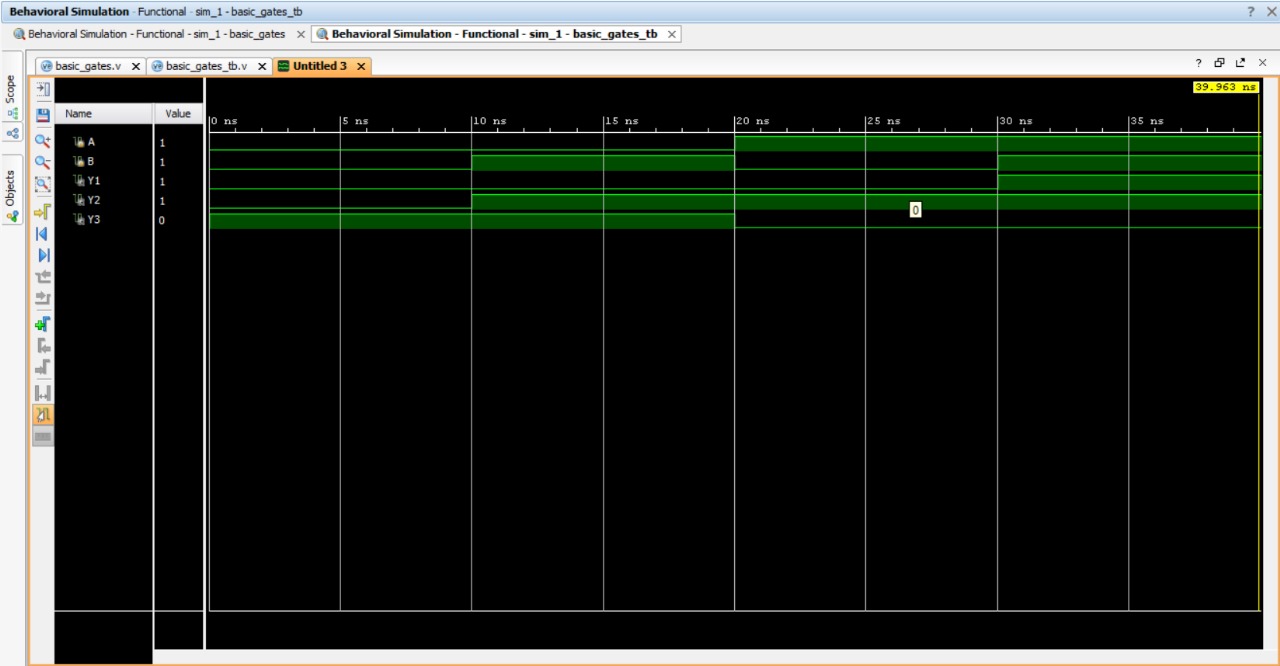 Behavioral Simulation - Functional - sim_1 - basic_gates_tb
Behavioral Simulation - Functional - sim_1 - basic_gates
Behavioral Simulation - Functional - sim_1 - basic_gates_tb
basic_gates.v
basic_gates_tb.v
Untitled 3
Scope
Objects
39.963 ns
Name Value
0 ns 5 ns 10 ns 15 ns 20 ns 25 ns 30 ns 35 ns
A 1
B 1
Y1 1
Y2 1
Y3 0
0